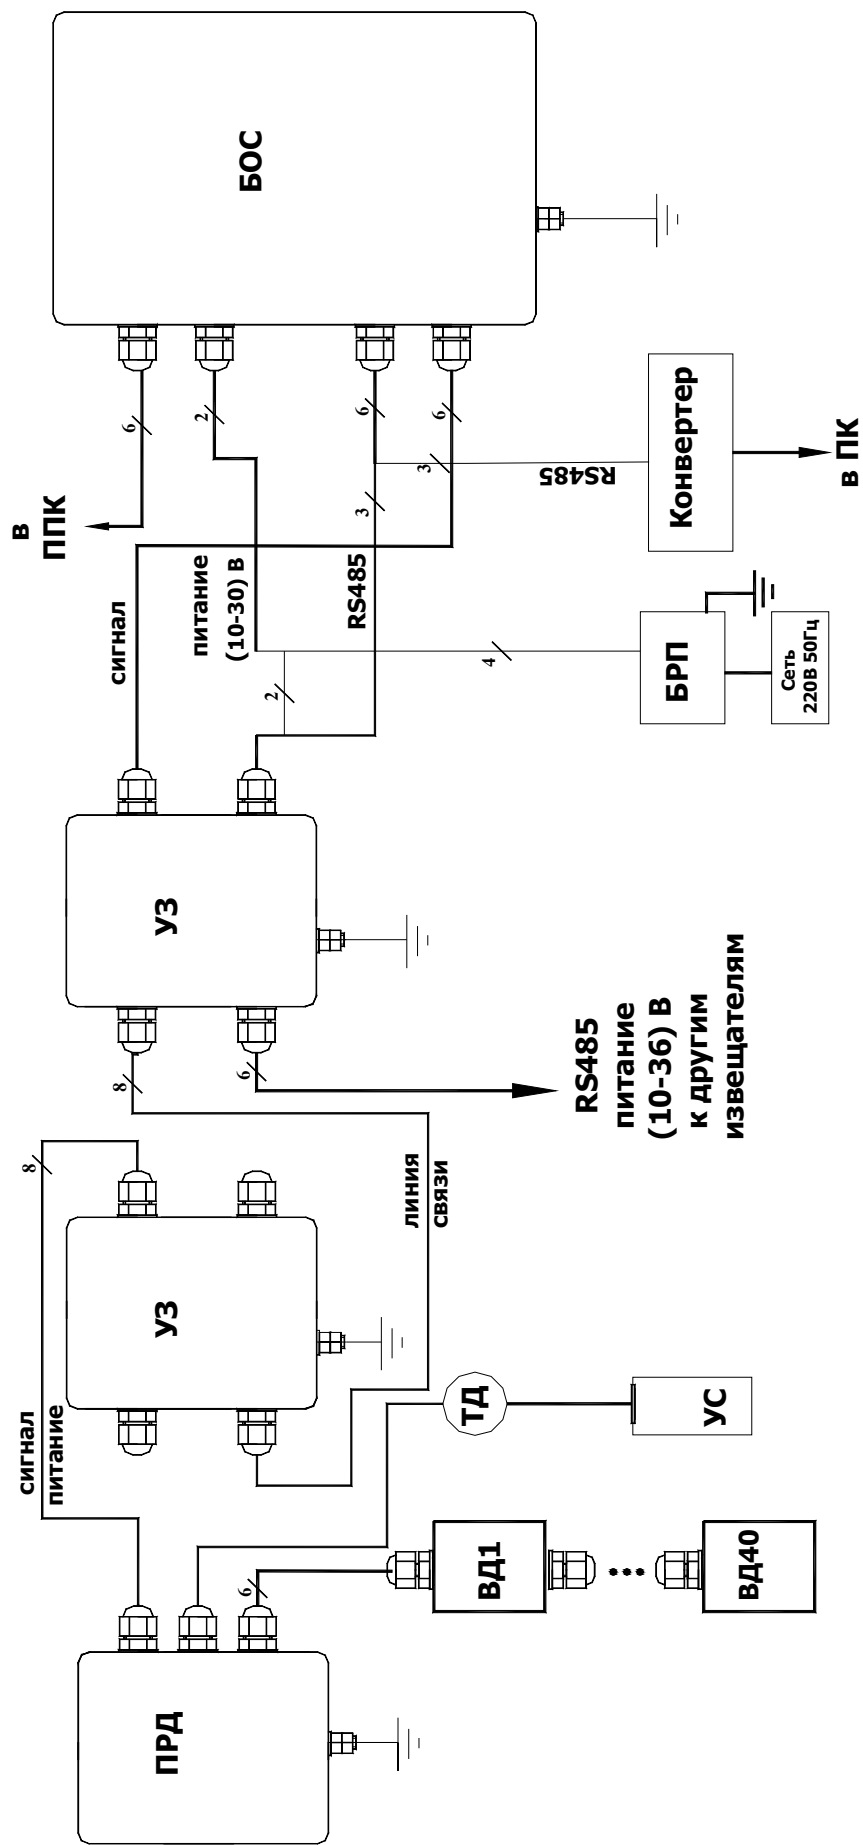 ПРД
6
сигнал
питание
8
ВД1
ВД40
ТД
УС
УЗ
линия
связи
8
6
УЗ
RS485
питание
(10-36) В
к другим
извещателям
сигнал
питание
(10-30) В
RS485
2
4
БРП
Сеть
220В 50Гц
в
ППК
6
2
3
6
3
6
RS485
Конвертер
в ПК
БОС